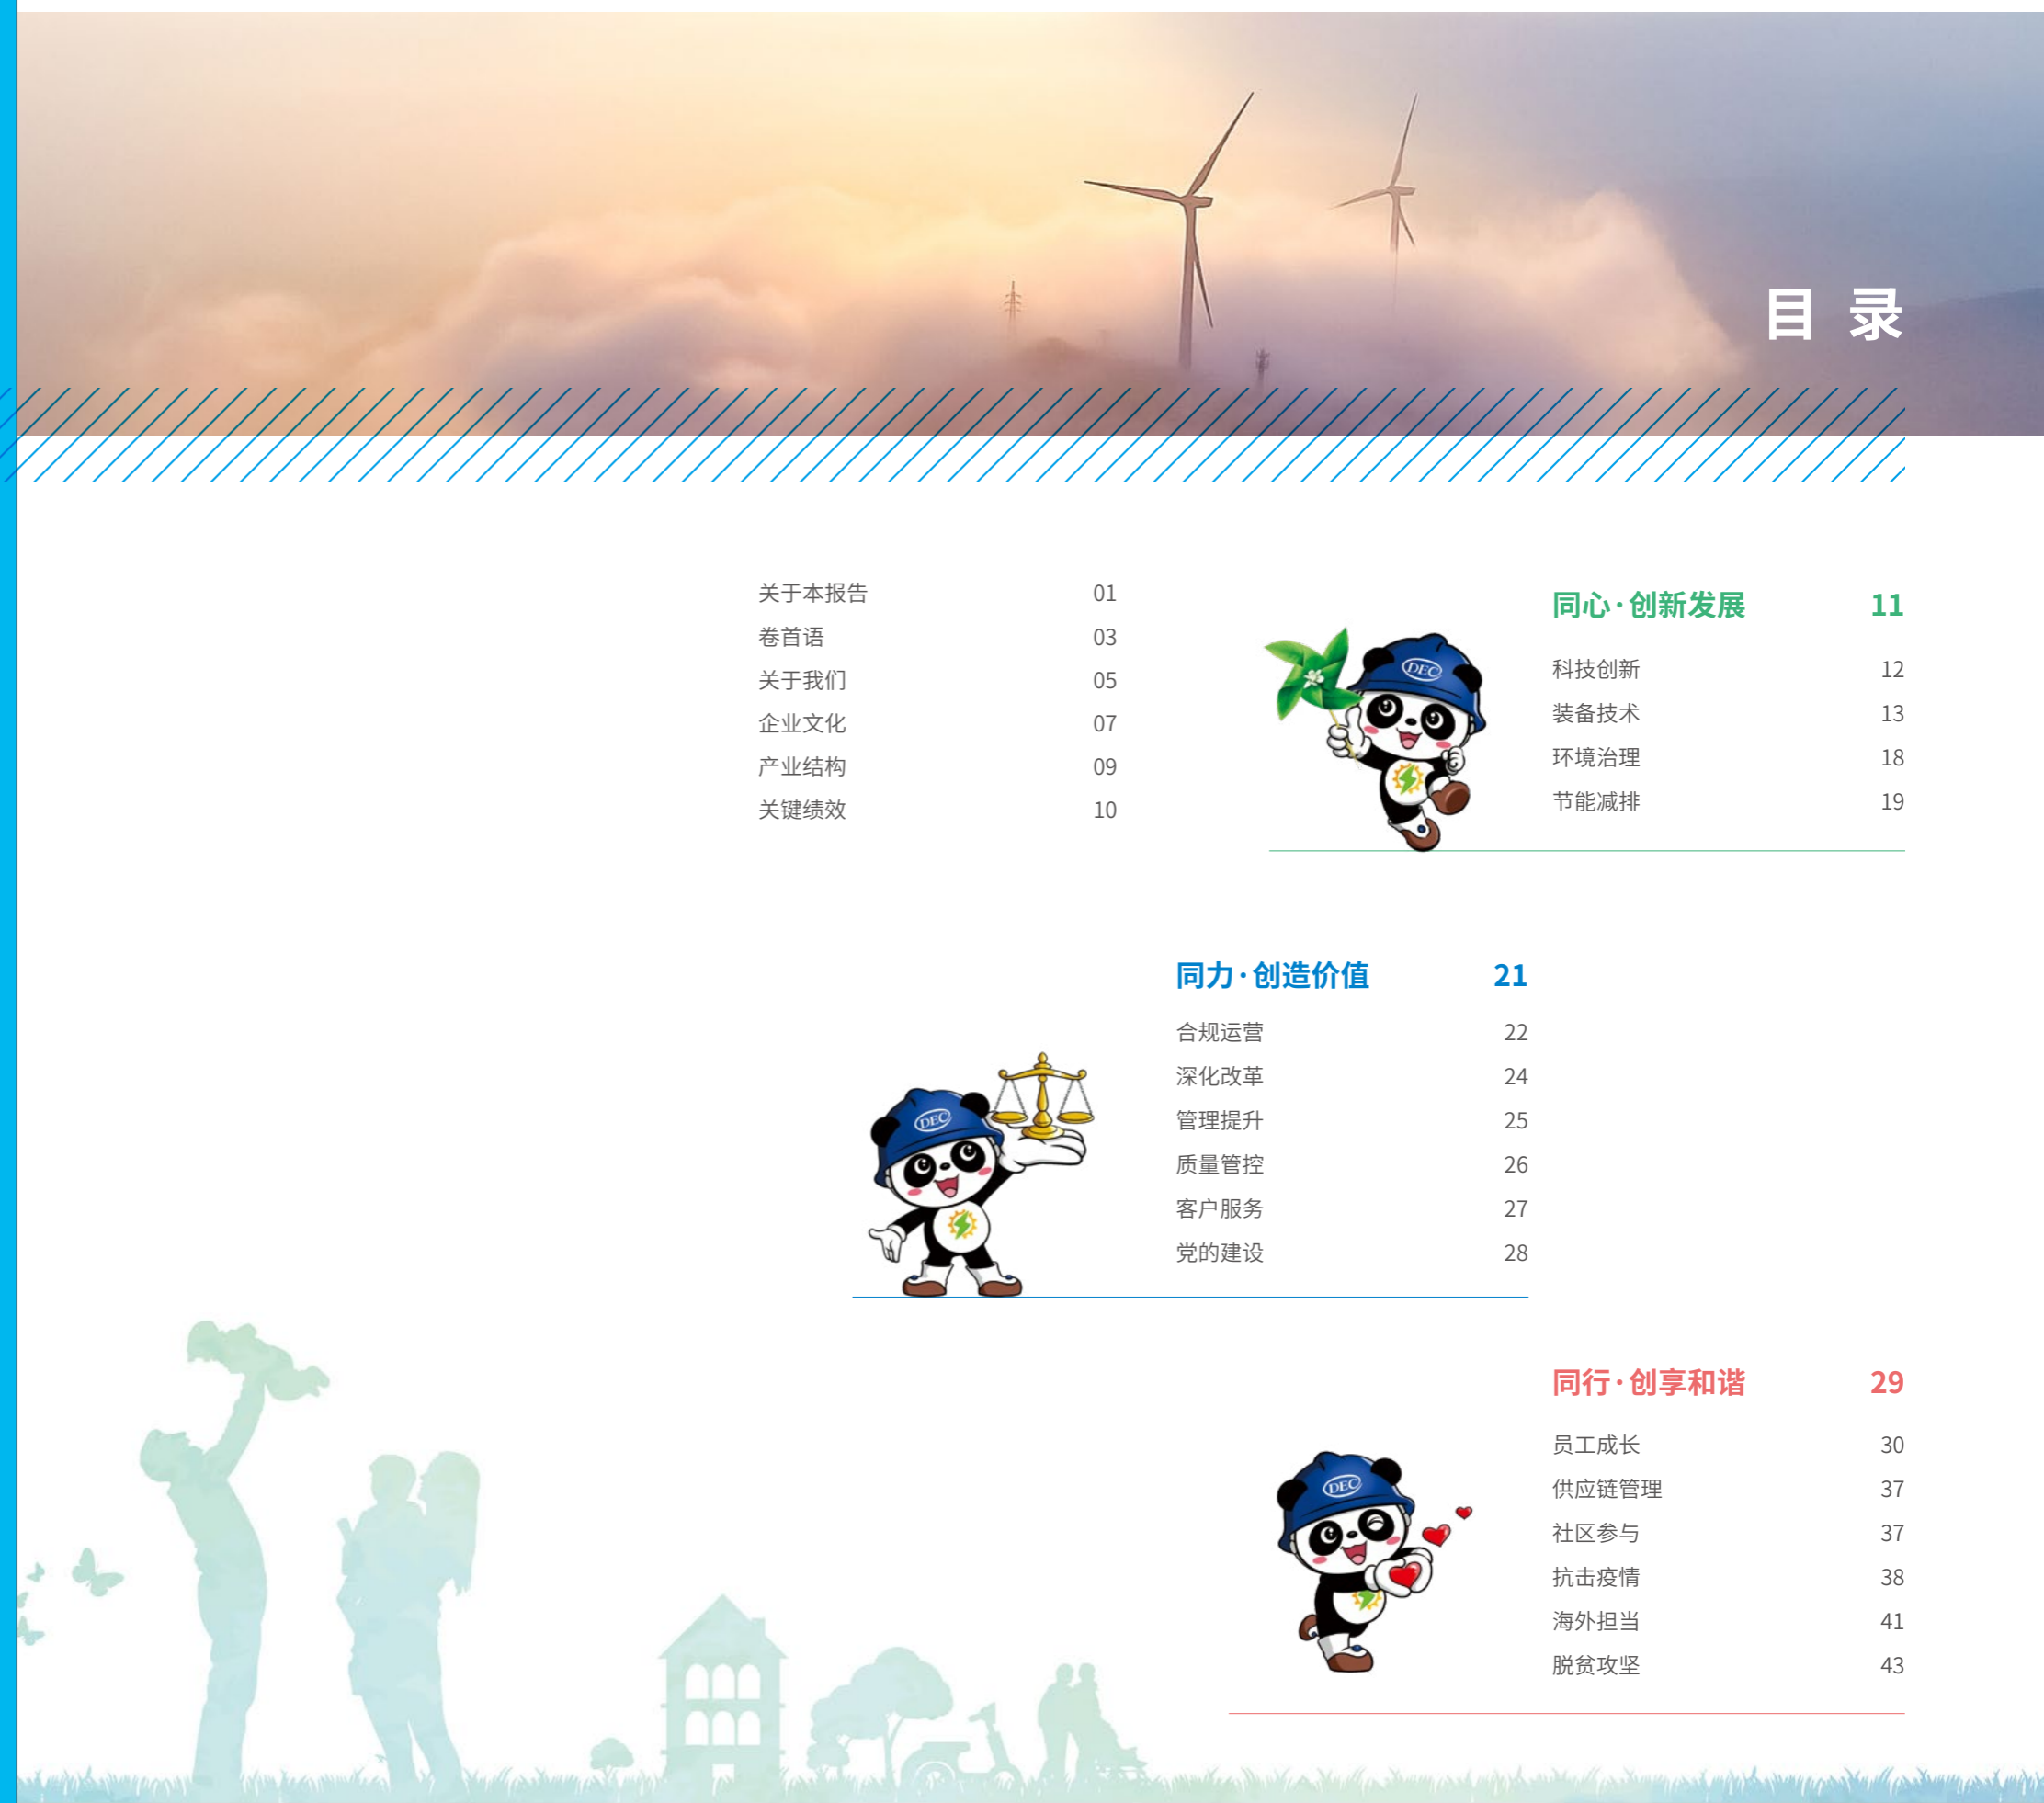 目 录
关于本报告 01
卷首语 03
关于我们 05
企业文化 07
产业结构 09
关键绩效 10
同心·创新发展 11
科技创新 12
装备技术 13
环境治理 18
节能减排 19
DEC
同力·创造价值 21
合规运营 22
深化改革 24
管理提升 25
质量管控 26
客户服务 27
党的建设 28
DEC
同行·创享和谐 29
员工成长 30
供应链管理 37
社区参与 37
抗击疫情 38
海外担当 41
脱贫攻坚 43
DEC